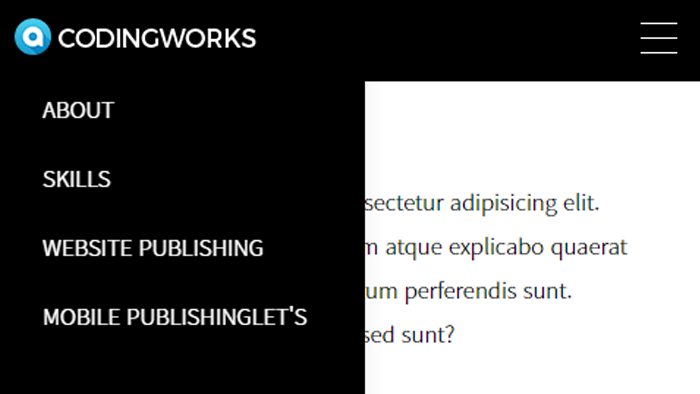 CODINGWORKS
ABOUT
SKILLS
WEBSITE PUBLISHING
MOBILE PUBLISHINGLET'S
sectetur adipisicing elit.
atque explicabo quaerat
um perferendis sunt.
sed sunt?